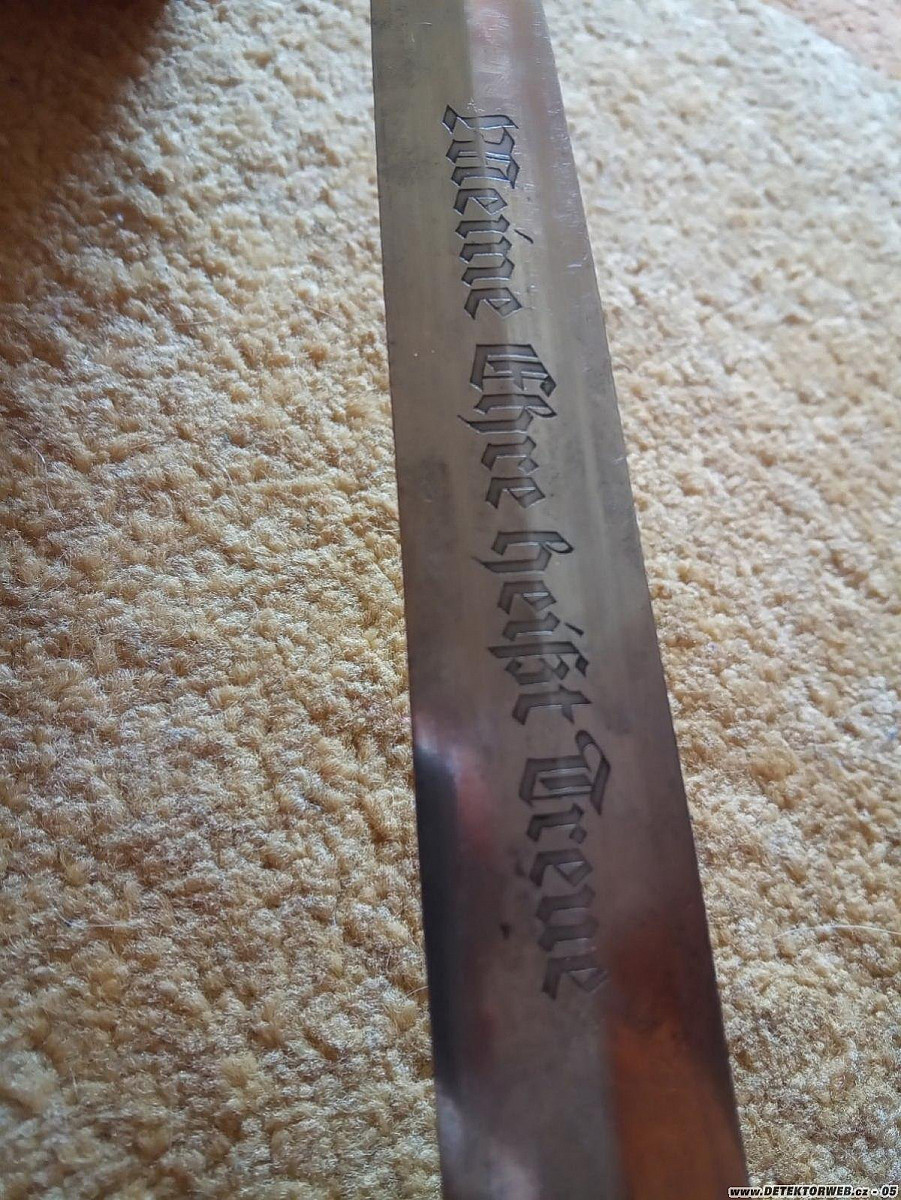 Meine Ehre heißt Treue
www.DETEKTORWEB.cz - 05